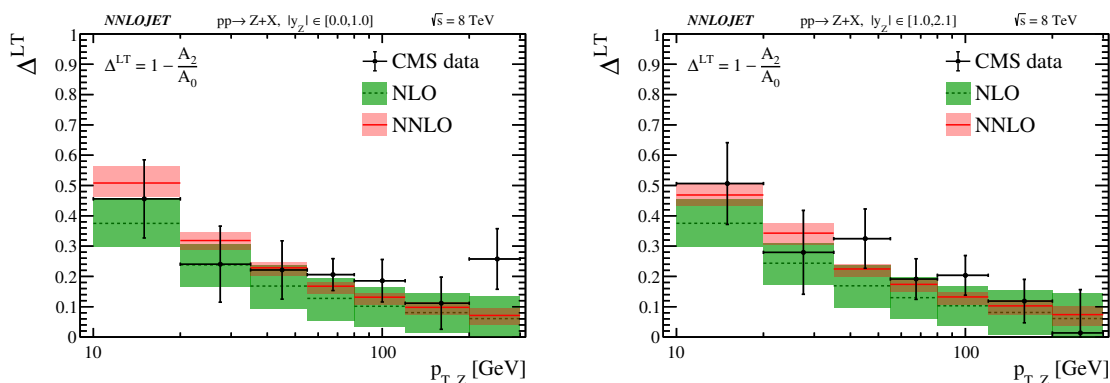 NNLOJET pp→ Z+X, |y_Z| ∈ [0.0,1.0] √s = 8 TeV
Δ^LT
Δ^LT = 1 − A_2/A_0
CMS data
NLO
NNLO
1
0.9
0.8
0.7
0.6
0.5
0.4
0.3
0.2
0.1
0
10
100
p_T,Z [GeV]
NNLOJET pp→ Z+X, |y_Z| ∈ [1.0,2.1] √s = 8 TeV
Δ^LT
Δ^LT = 1 − A_2/A_0
CMS data
NLO
NNLO
1
0.9
0.8
0.7
0.6
0.5
0.4
0.3
0.2
0.1
0
10
100
p_T,Z [GeV]